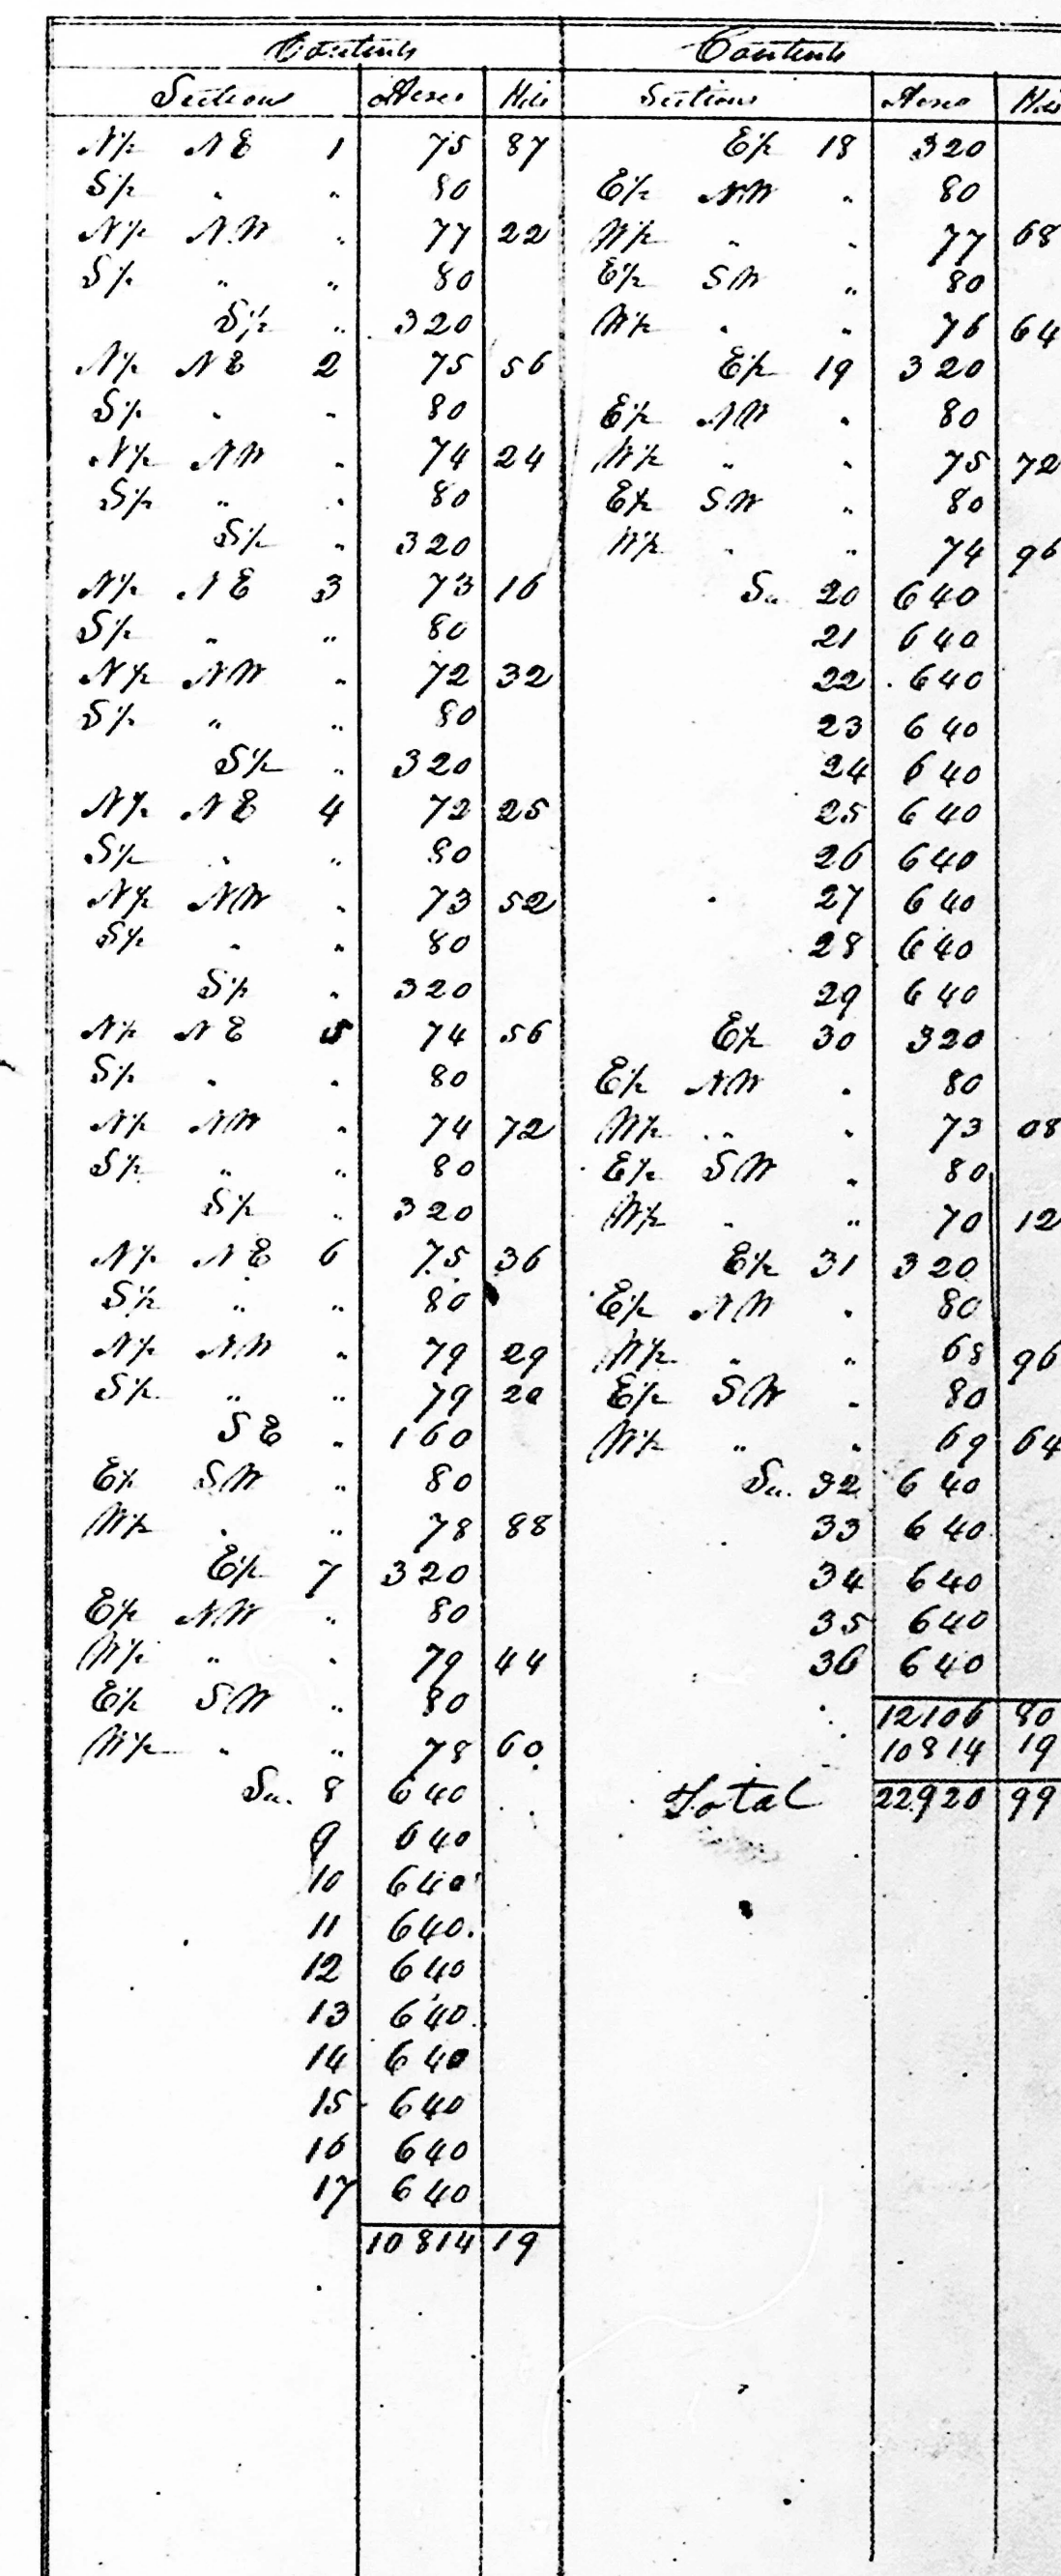 Contents
Sections Acres Hds
N½ NE 1 75 87
S½ " " 80
N½ NW " 77 22
S½ " " 80
S½ " 320
N½ NE 2 75 56
S½ " " 80
N½ NW " 74 24
S½ " " 80
S½ " 320
N½ NE 3 73 16
S½ " " 80
N½ NW " 72 32
S½ " " 80
S½ " 320
N½ NE 4 72 25
S½ " " 80
N½ NW " 73 52
S½ " " 80
S½ " 320
N½ NE 5 74 56
S½ " " 80
N½ NW " 74 72
S½ " " 80
S½ " 320
N½ NE 6 75 36
S½ " " 80
N½ NW " 79 29
S½ " " 79 20
SE " 160
E½ SW " 80
W½ " " 78 88
E½ 7 320
E½ NW " 80
W½ " " 79 44
E½ SW " 80
W½ " " 78 60
Sec. 8 640
9 640
10 640
11 640
12 640
13 640
14 640
15 640
16 640
17 640
10814 19
Contents
Sections Acres Hds
E½ 18 320
E½ NW " 80
W½ " " 77 68
E½ SW " 80
W½ " " 76 64
E½ 19 320
E½ NW " 80
W½ " " 75 72
E½ SW " 80
W½ " " 74 96
Sec. 20 640
21 640
22 640
23 640
24 640
25 640
26 640
27 640
28 640
29 640
E½ 30 320
E½ NW " 80
W½ " " 73 08
E½ SW " 80
W½ " " 70 12
E½ 31 320
E½ NW " 80
W½ " " 68 96
E½ SW " 80
W½ " " 69 64
Sec. 32 640
33 640
34 640
35 640
36 640
12106 80
10814 19
Total 22920 99